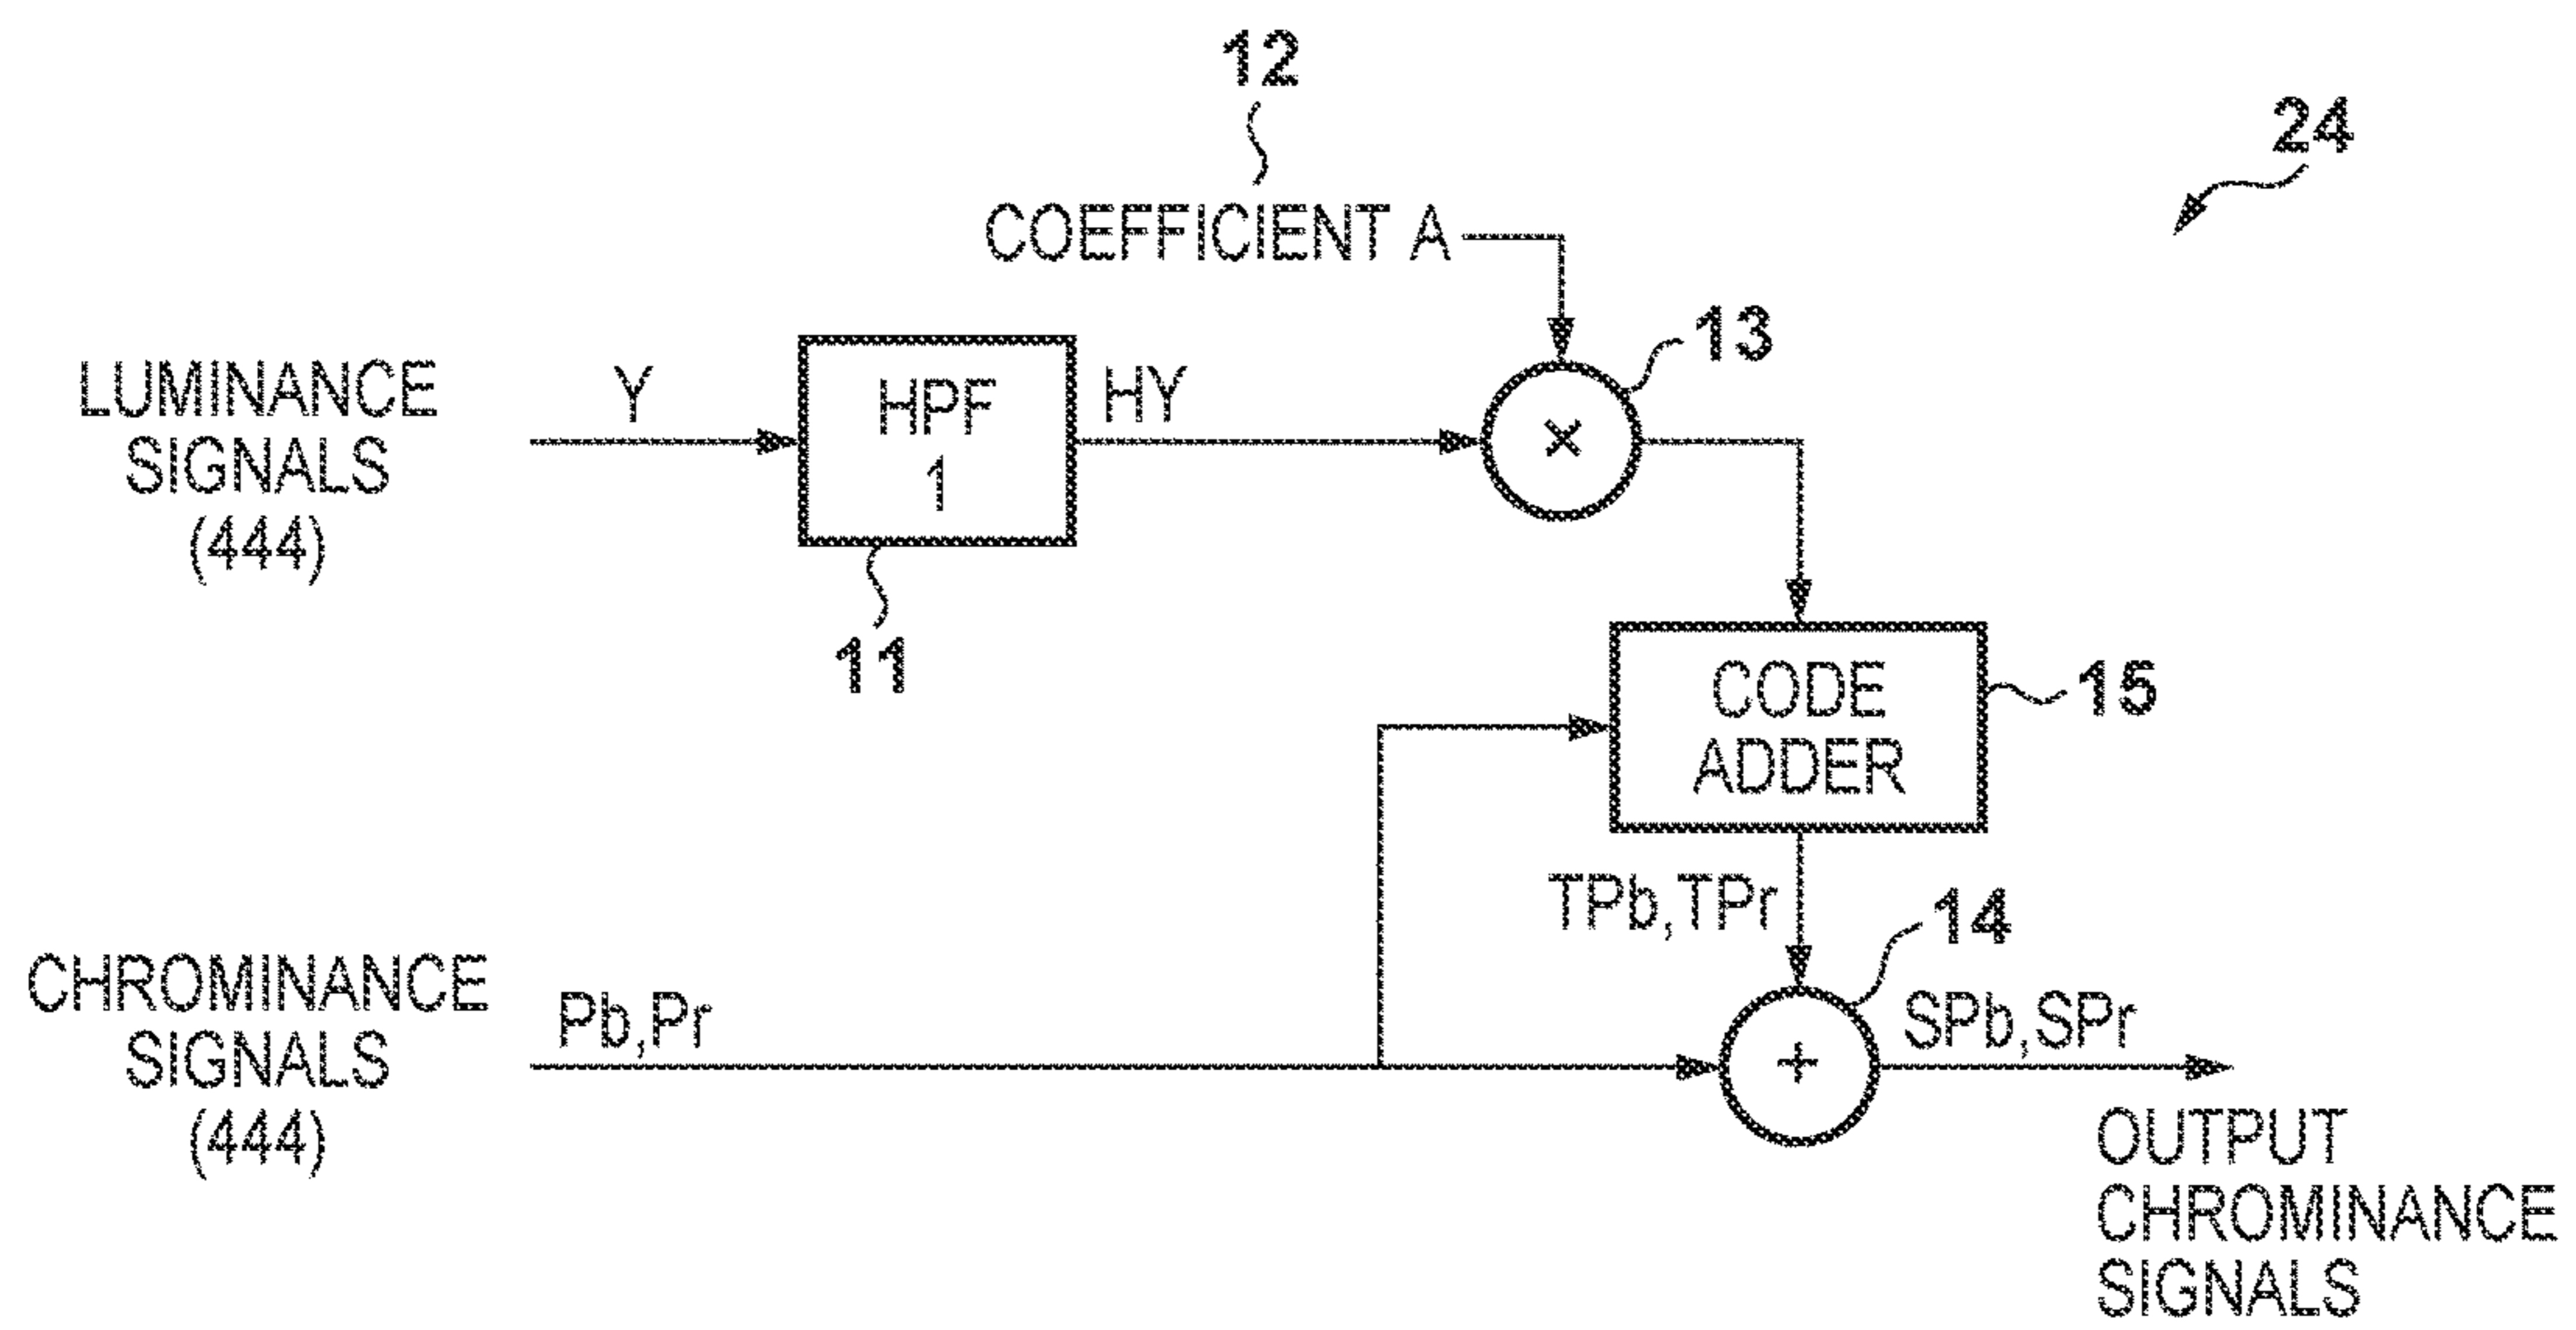 12
24
COEFFICIENT A
13
LUMINANCE
SIGNALS
(444)
Y
HPF
1
HY
11
CODE
ADDER
15
TPb,TPr
14
CHROMINANCE
SIGNALS
(444)
Pb,Pr
+
SPb,SPr
OUTPUT
CHROMINANCE
SIGNALS